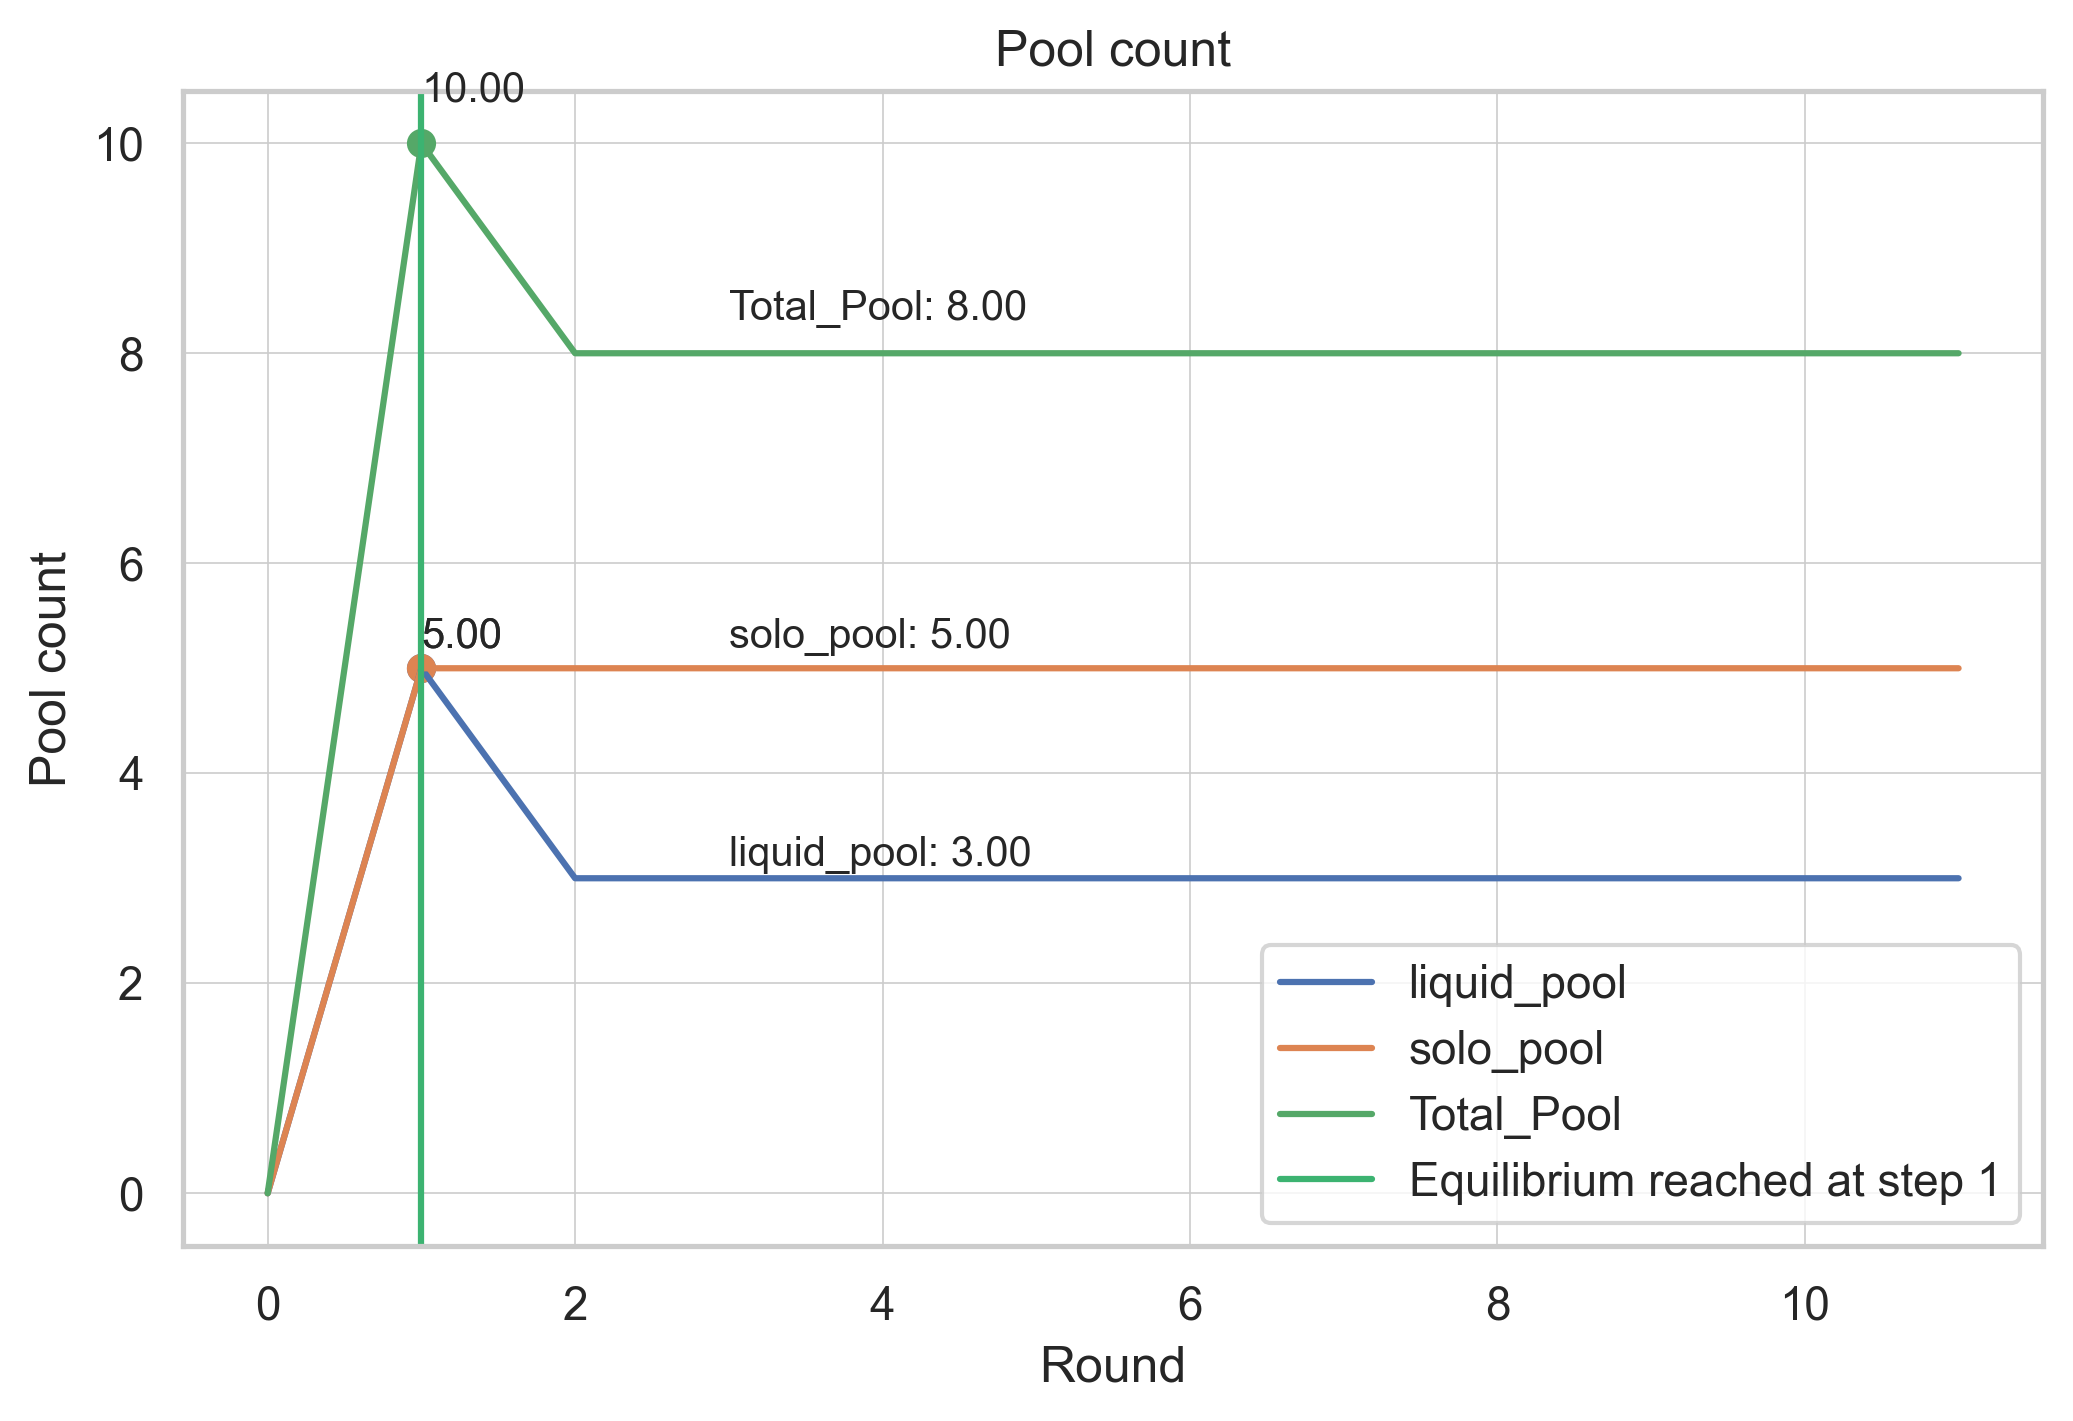 Pool count
10.00
10
Total_Pool: 8.00
8
6
5.00
solo_pool: 5.00
Pool count
4
liquid_pool: 3.00
2
0
liquid_pool
solo_pool
Total_Pool
Equilibrium reached at step 1
0 2 4 6 8 10
Round